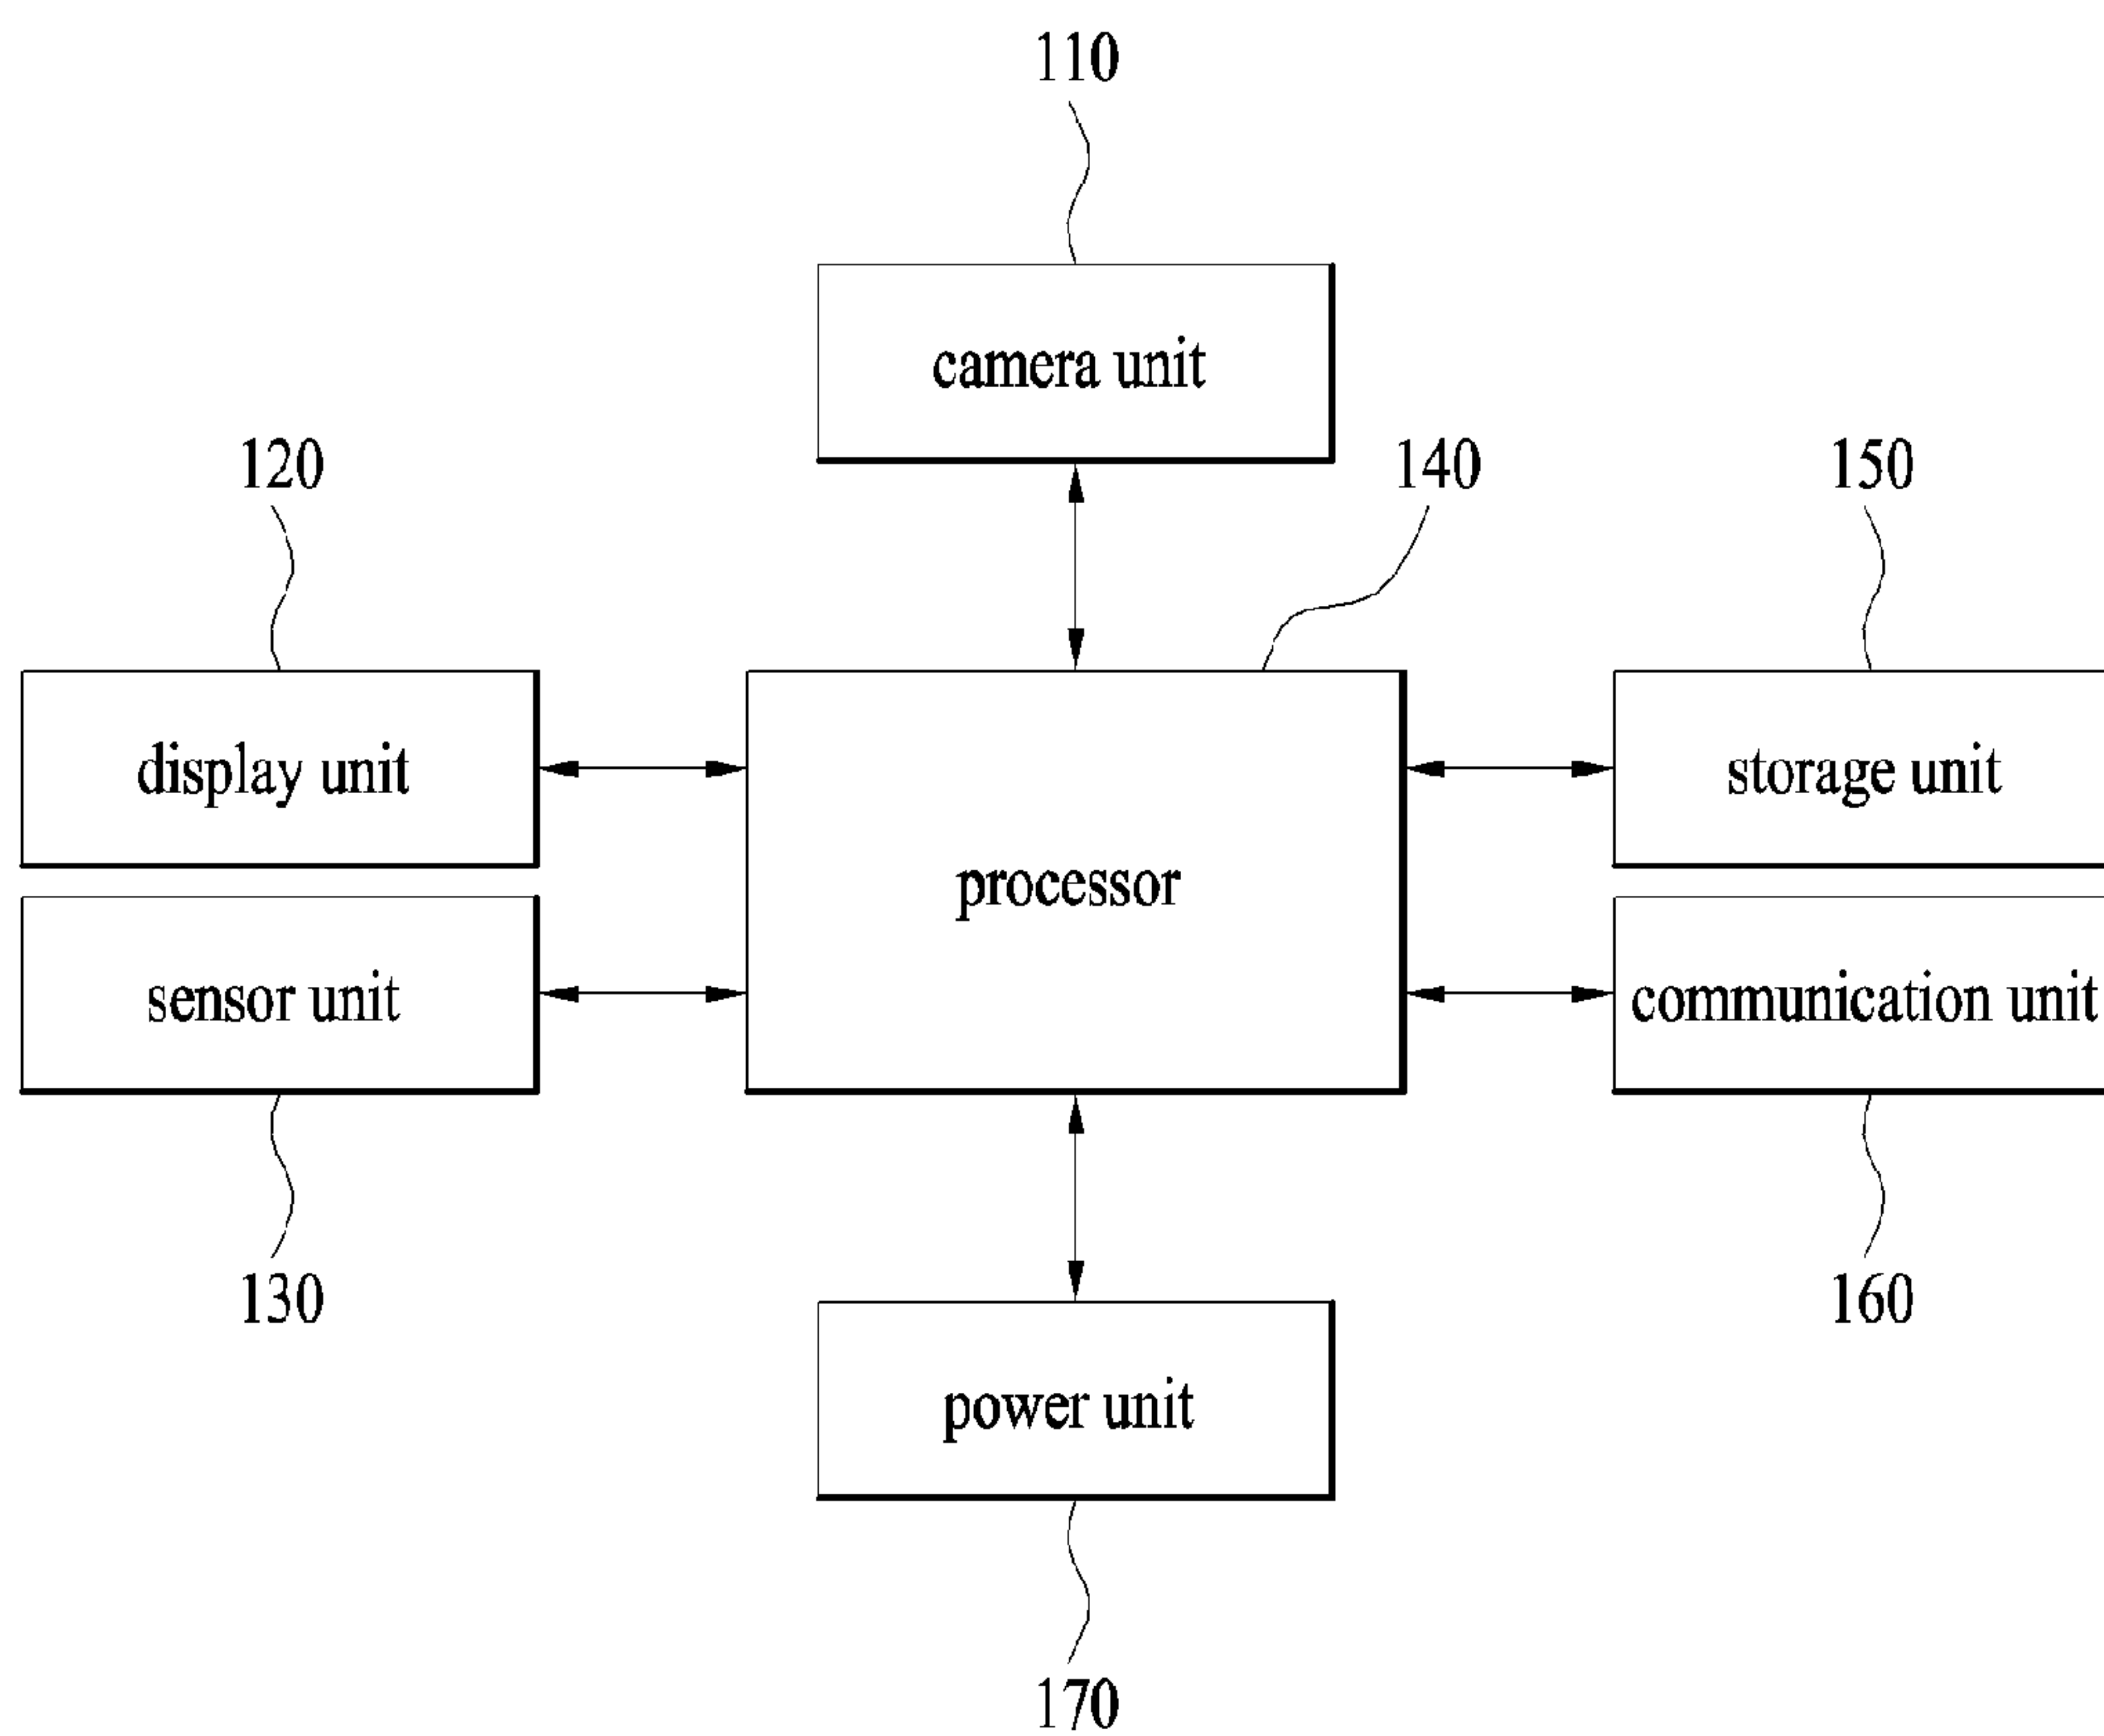 110
camera unit
120
140
150
display unit
storage unit
processor
sensor unit
communication unit
130
160
power unit
170